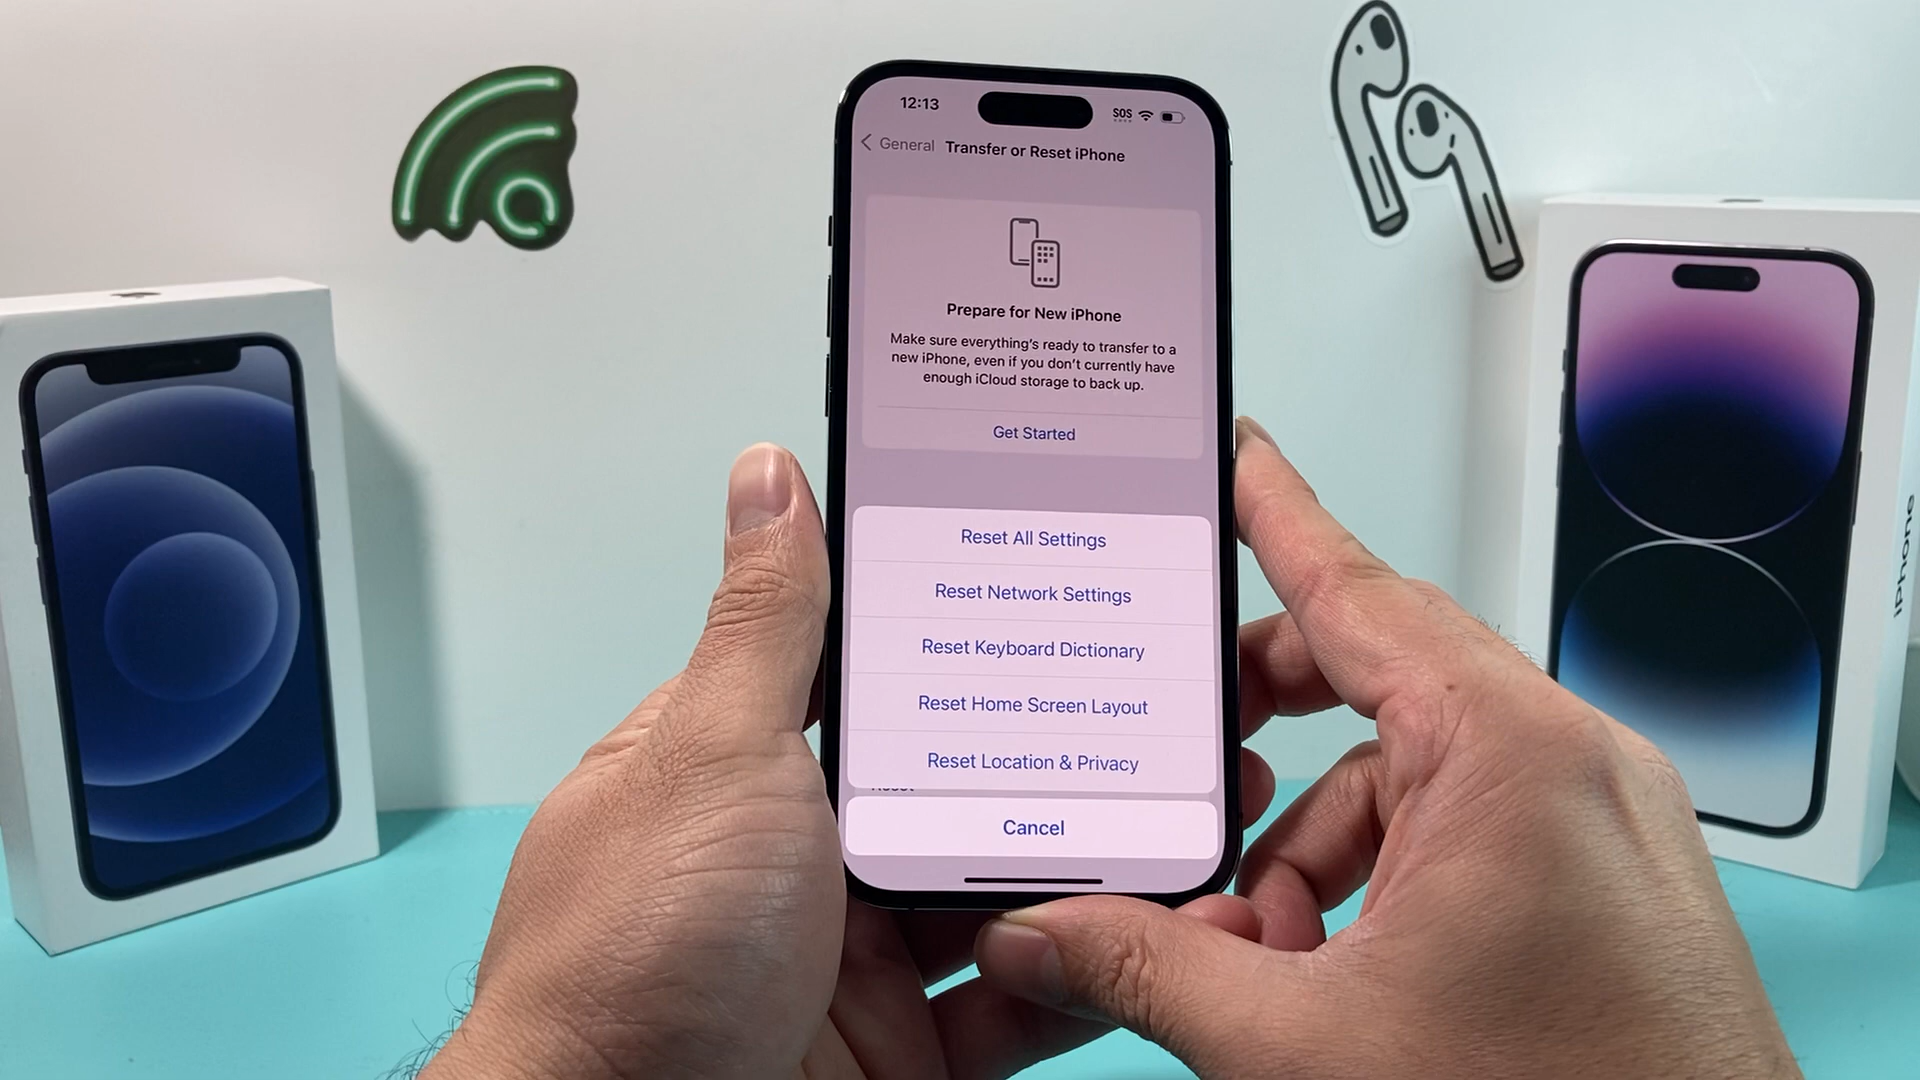 12:13
SOS
General Transfer or Reset iPhone
Prepare for New iPhone
Make sure everything's ready to transfer to a
new iPhone, even if you don't currently have
enough iCloud storage to back up.
Get Started
Reset All Settings
Reset Network Settings
Reset Keyboard Dictionary
Reset Home Screen Layout
Reset Location & Privacy
Reset
Cancel
iPhone